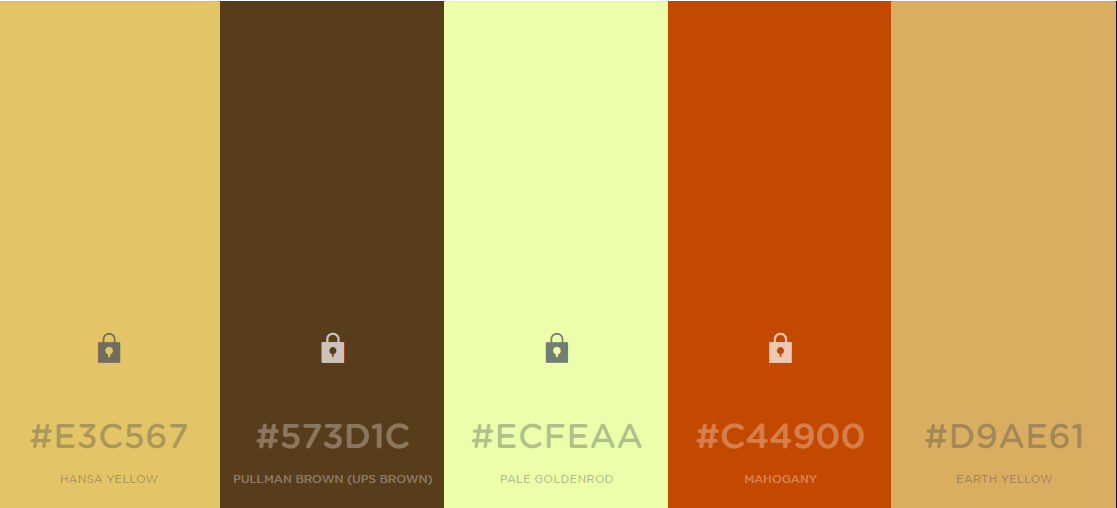 #E3C567
HANSA YELLOW
#573D1C
PULLMAN BROWN (UPS BROWN)
#ECFEAA
PALE GOLDENROD
#C44900
MAHOGANY
#D9AE61
EARTH YELLOW